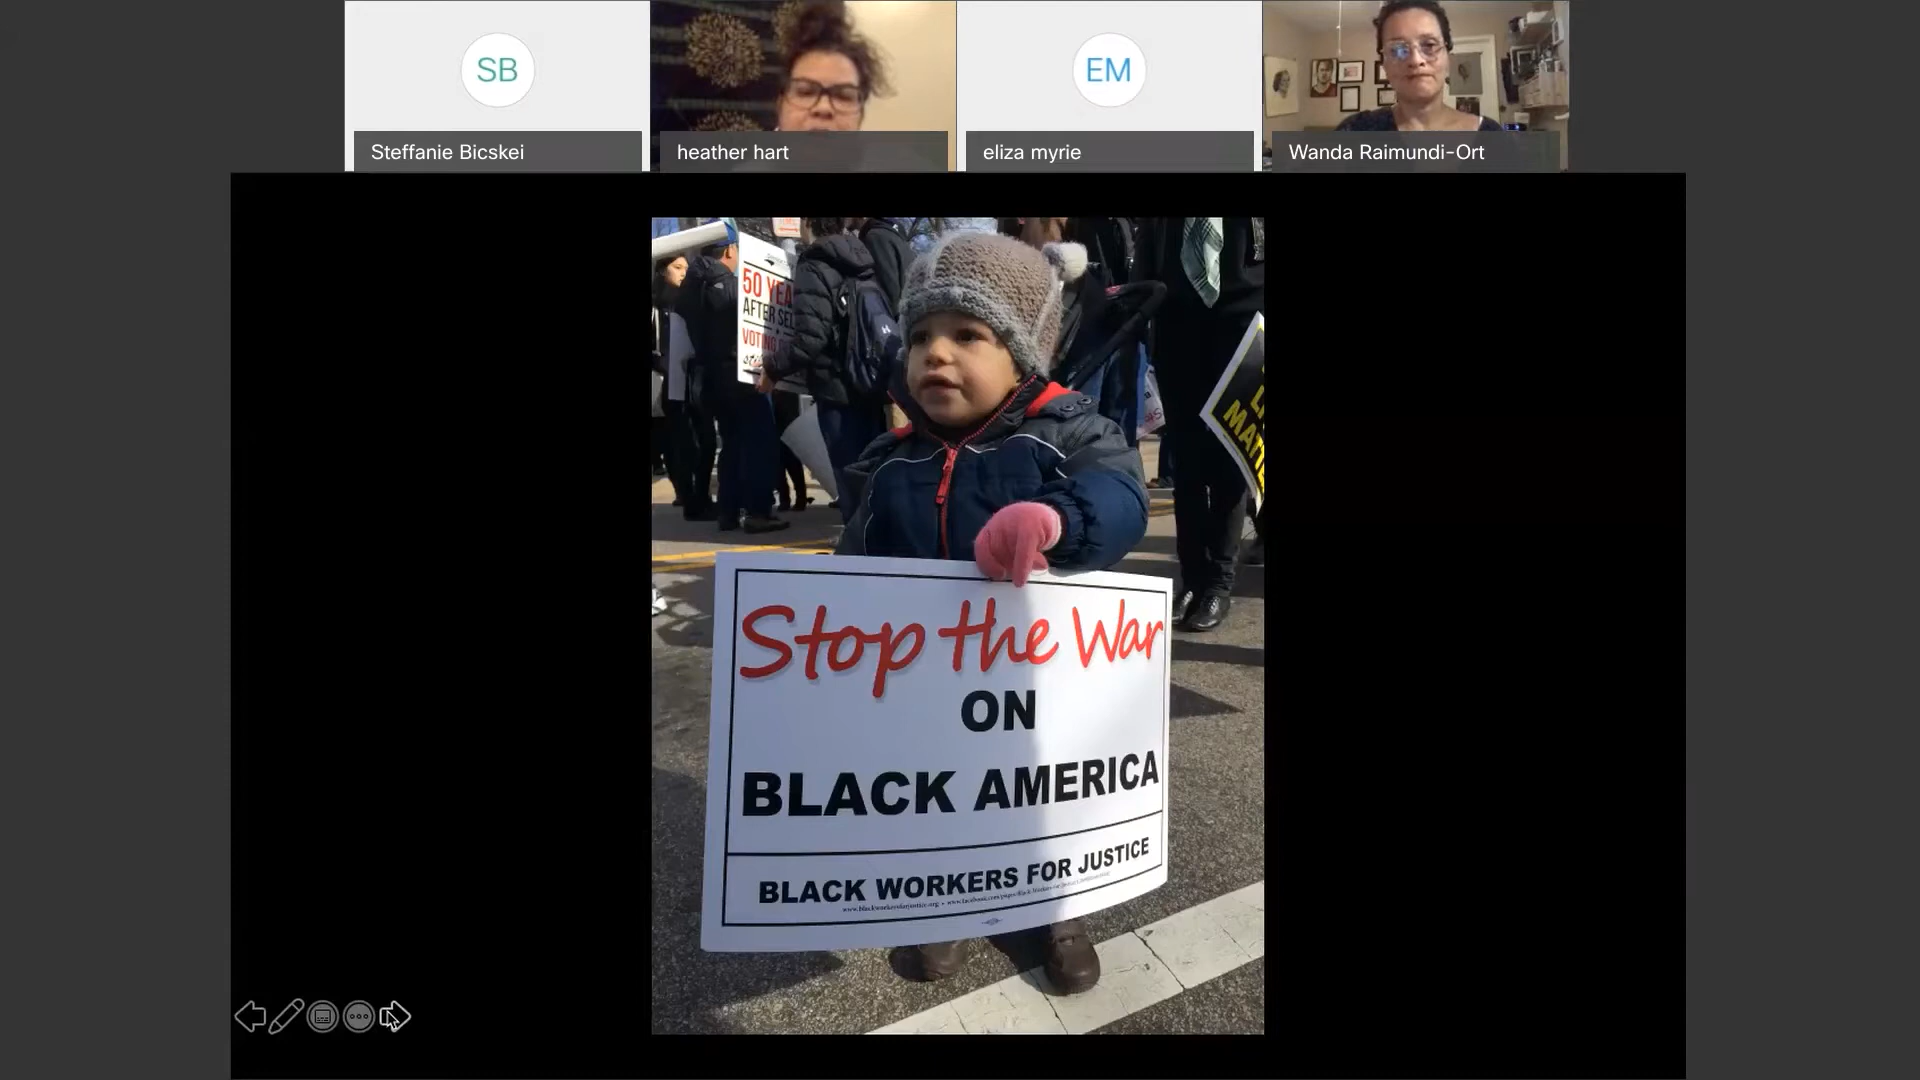 SB
EM
Steffanie Bicskei
heather hart
eliza myrie
Wanda Raimundi-Ort
50 YEA
AFTER SEL
VOTING
MATT
Stop the War
ON
BLACK AMERICA
BLACK WORKERS FOR JUSTICE